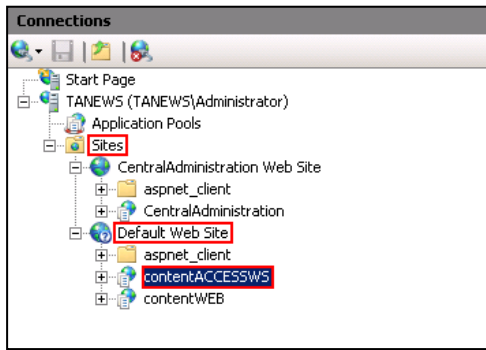 Connections
Start Page
TANEWS (TANEWS\Administrator)
Application Pools
Sites
CentralAdministration Web Site
aspnet_client
CentralAdministration
Default Web Site
aspnet_client
contentACCESSWS
contentWEB